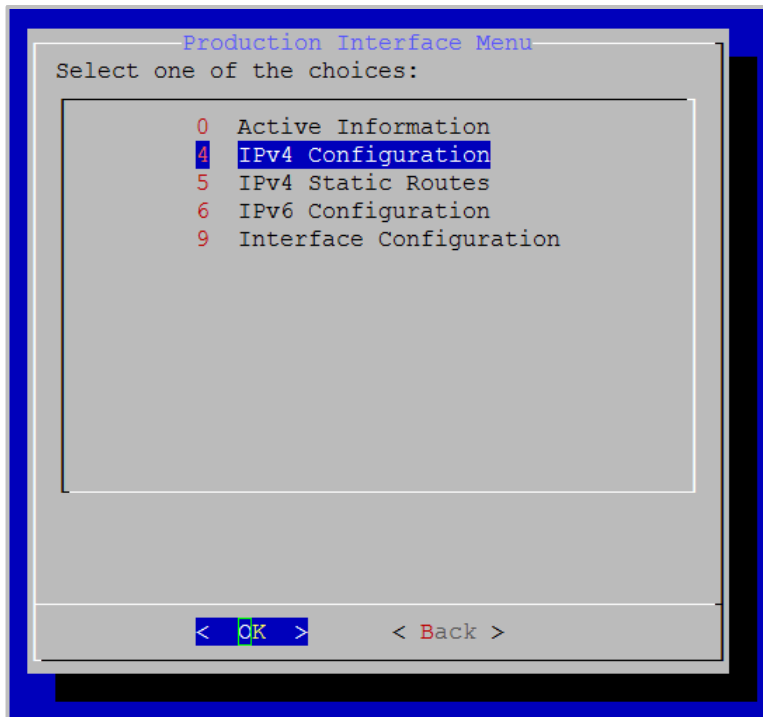 Production Interface Menu
Select one of the choices:
0 Active Information
4 IPv4 Configuration
5 IPv4 Static Routes
6 IPv6 Configuration
9 Interface Configuration
< OK > < Back >